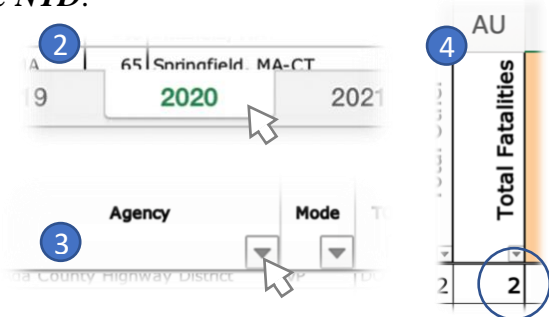 NTD.
2
65 Springfield, MA-CT
19 2020 2021
3
Agency Mode
County Highway District
4
AU
Total Fatalities
2 2